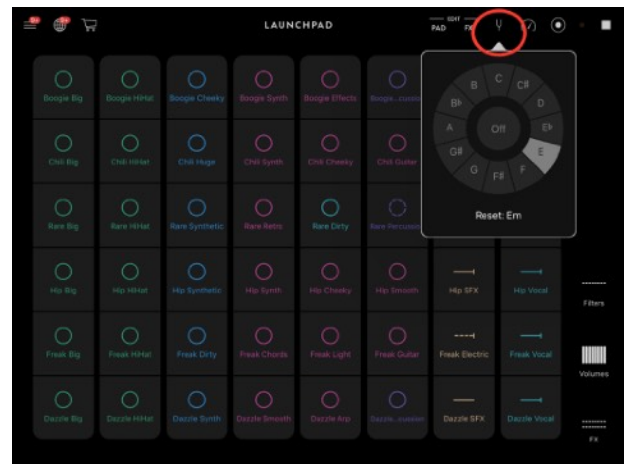 LAUNCHPAD
EDIT
PAD FX
Boogie Big Boogie HiHat Boogie Cheeky Boogie Synth Boogie Effects
B C C# D Eb E F F# G G# A Bb
Off
Reset: Em
Chili Big Chili HiHat Chili Huge Chili Synth Chili Cheeky Chili Guitar
Rare Big Rare HiHat Rare Synthetic Rare Retro Rare Dirty
Hip Big Hip HiHat Hip Synthetic Hip Synth Hip Cheeky Hip Smooth Hip SFX Hip Vocal
Filters
Freak Big Freak HiHat Freak Dirty Freak Chords Freak Light Freak Guitar Freak Electric Freak Vocal
Volumes
Dazzle Big Dazzle HiHat Dazzle Synth Dazzle Smooth Dazzle Arp Dazzle SFX Dazzle Vocal
FX